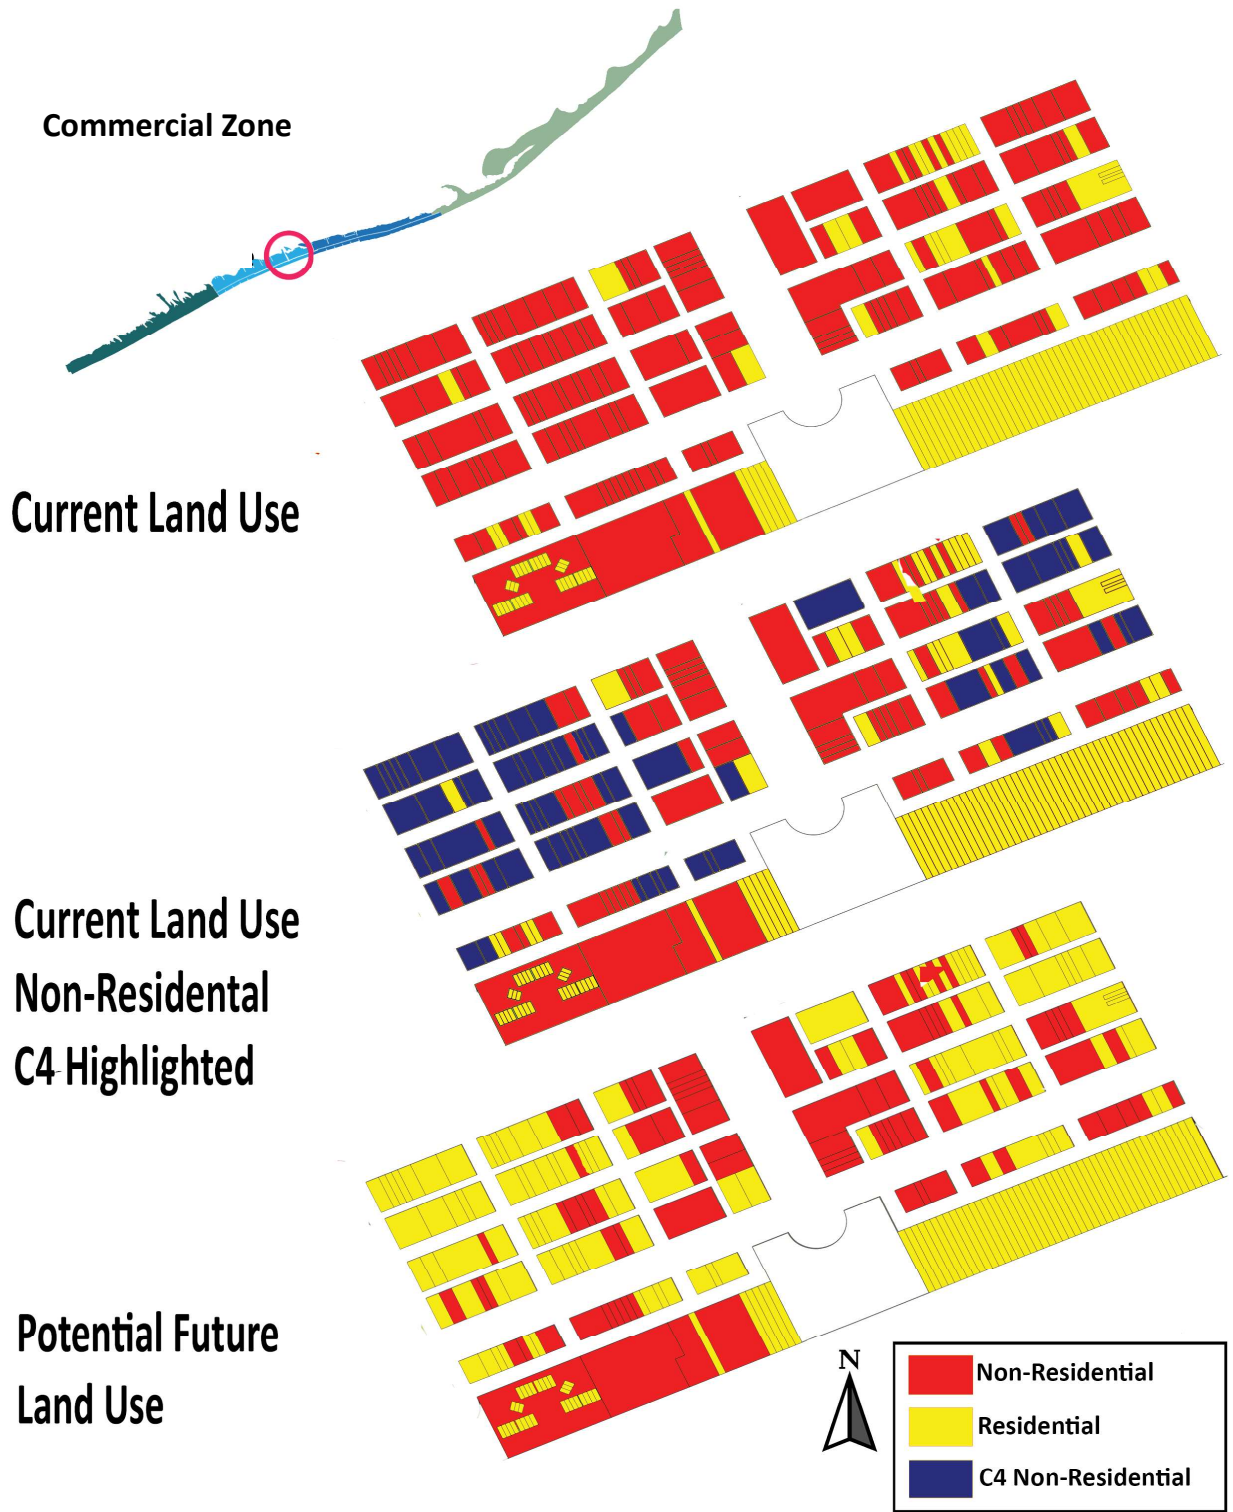 Commercial Zone
Current Land Use
Current Land Use
Non-Residental
C4 Highlighted
Potential Future
Land Use
N
Non-Residential
Residential
C4 Non-Residential